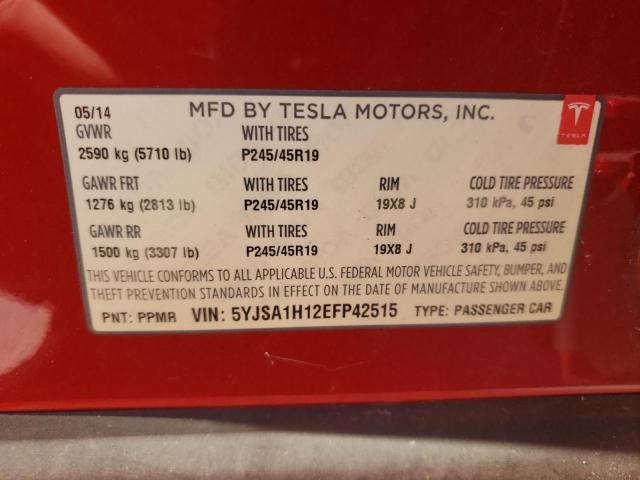 05/14 MFD BY TESLA MOTORS, INC.
TESLA
GVWR WITH TIRES
2590 kg (5710 lb) P245/45R19
GAWR FRT WITH TIRES RIM COLD TIRE PRESSURE
1276 kg (2813 lb) P245/45R19 19X8 J 310 kPa, 45 psi
GAWR RR WITH TIRES RIM COLD TIRE PRESSURE
1500 kg (3307 lb) P245/45R19 19X8 J 310 kPa, 45 psi
THIS VEHICLE CONFORMS TO ALL APPLICABLE U.S. FEDERAL MOTOR VEHICLE SAFETY, BUMPER, AND
THEFT PREVENTION STANDARDS IN EFFECT ON THE DATE OF MANUFACTURE SHOWN ABOVE.
PNT: PPMR VIN: 5YJSA1H12EFP42515 TYPE: PASSENGER CAR